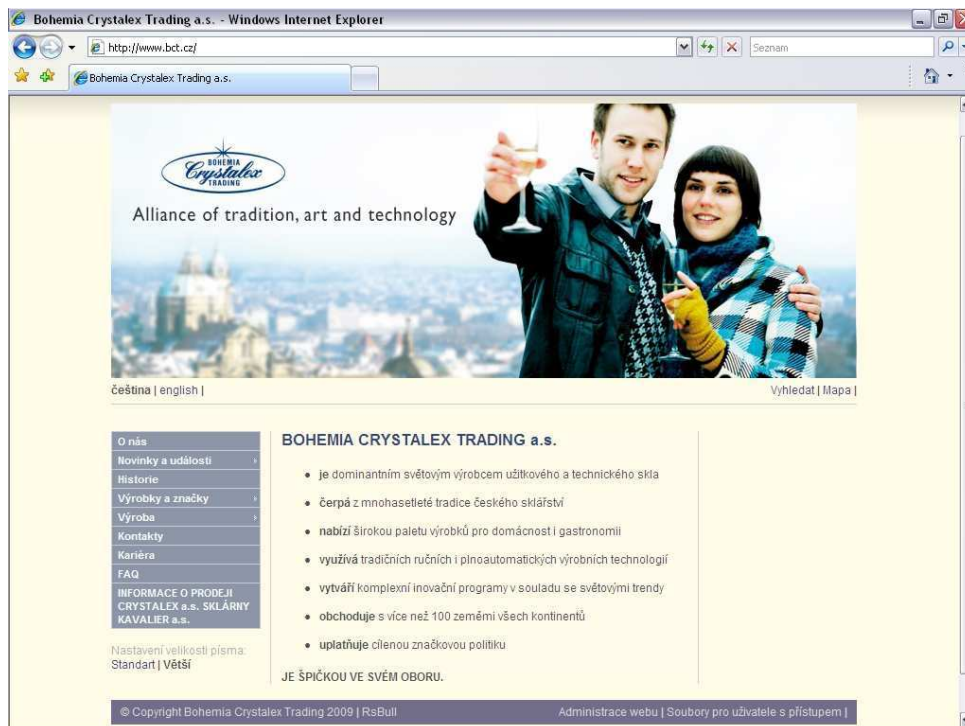 Bohemia Crystalex Trading a.s. - Windows Internet Explorer
http://www.bct.cz/
Seznam
Bohemia Crystalex Trading a.s.
BOHEMIA
Crystalex
TRADING
Alliance of tradition, art and technology
čeština | english |
Vyhledat | Mapa |
O nás
Novinky a události
Historie
Výrobky a značky
Výroba
Kontakty
Kariéra
FAQ
INFORMACE O PRODEJI
CRYSTALEX a.s. SKLÁRNY
KAVALIER a.s.
Nastavení velikosti písma:
Standart | Větší
BOHEMIA CRYSTALEX TRADING a.s.
je dominantním světovým výrobcem užitkového a technického skla
čerpá z mnohasetleté tradice českého sklářství
nabízí širokou paletu výrobků pro domácnost i gastronomii
využívá tradičních ručních i plnoautomatických výrobních technologií
vytváří komplexní inovační programy v souladu se světovými trendy
obchoduje s více než 100 zeměmi všech kontinentů
uplatňuje cílenou značkovou politiku
JE ŠPIČKOU VE SVÉM OBORU.
© Copyright Bohemia Crystalex Trading 2009 | RsBull
Administrace webu | Soubory pro uživatele s přístupem |